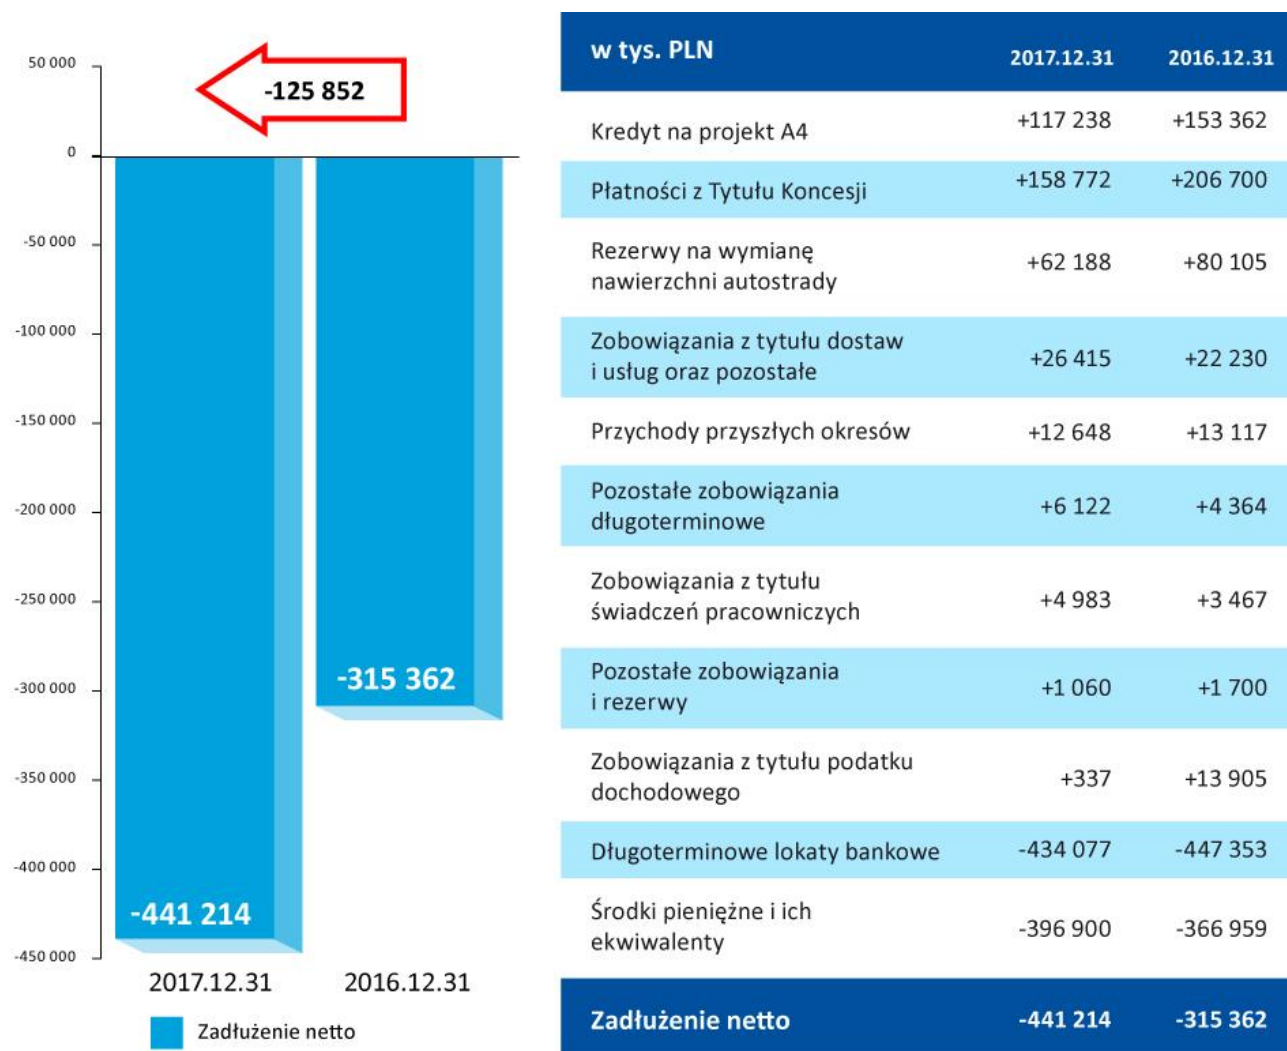 50 000
0
-50 000
-100 000
-150 000
-200 000
-250 000
-300 000
-350 000
-400 000
-450 000
-125 852
-441 214
-315 362
2017.12.31 2016.12.31
Zadłużenie netto
w tys. PLN 2017.12.31 2016.12.31
Kredyt na projekt A4 +117 238 +153 362
Płatności z Tytułu Koncesji +158 772 +206 700
Rezerwy na wymianę
nawierzchni autostrady +62 188 +80 105
Zobowiązania z tytułu dostaw
i usług oraz pozostałe +26 415 +22 230
Przychody przyszłych okresów +12 648 +13 117
Pozostałe zobowiązania
długoterminowe +6 122 +4 364
Zobowiązania z tytułu
świadczeń pracowniczych +4 983 +3 467
Pozostałe zobowiązania
i rezerwy +1 060 +1 700
Zobowiązania z tytułu podatku
dochodowego +337 +13 905
Długoterminowe lokaty bankowe -434 077 -447 353
Środki pieniężne i ich
ekwiwalenty -396 900 -366 959
Zadłużenie netto -441 214 -315 362